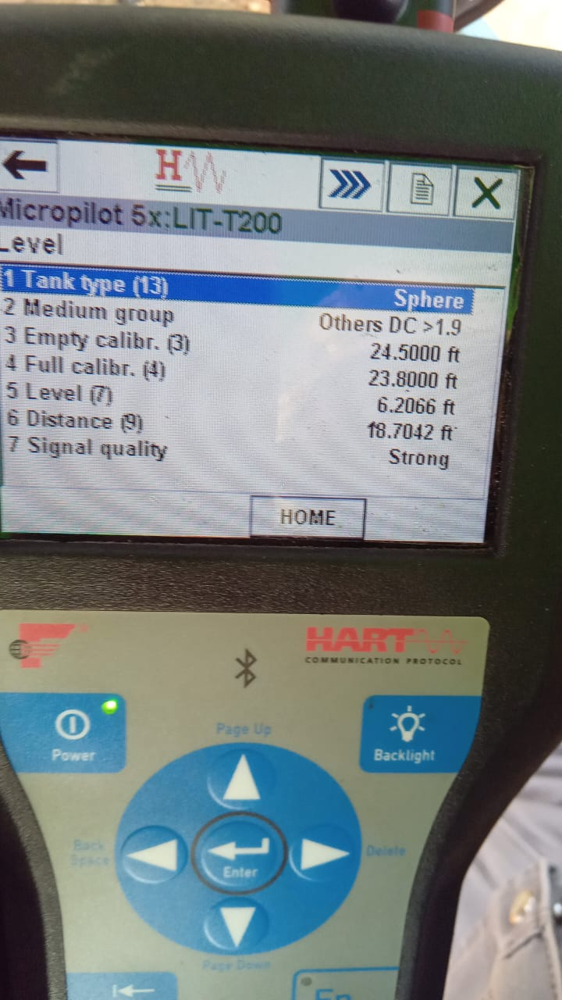 H
Micropilot 5x:LIT-T200
Level
1 Tank type (13) Sphere
2 Medium group Others DC >1.9
3 Empty calibr. (3) 24.5000 ft
4 Full calibr. (4) 23.8000 ft
5 Level (7) 6.2066 ft
6 Distance (9) 18.7042 ft
7 Signal quality Strong
HOME
F
HART
COMMUNICATION PROTOCOL
Power
Page Up
Backlight
Back Space
Enter
Delete
Page Down